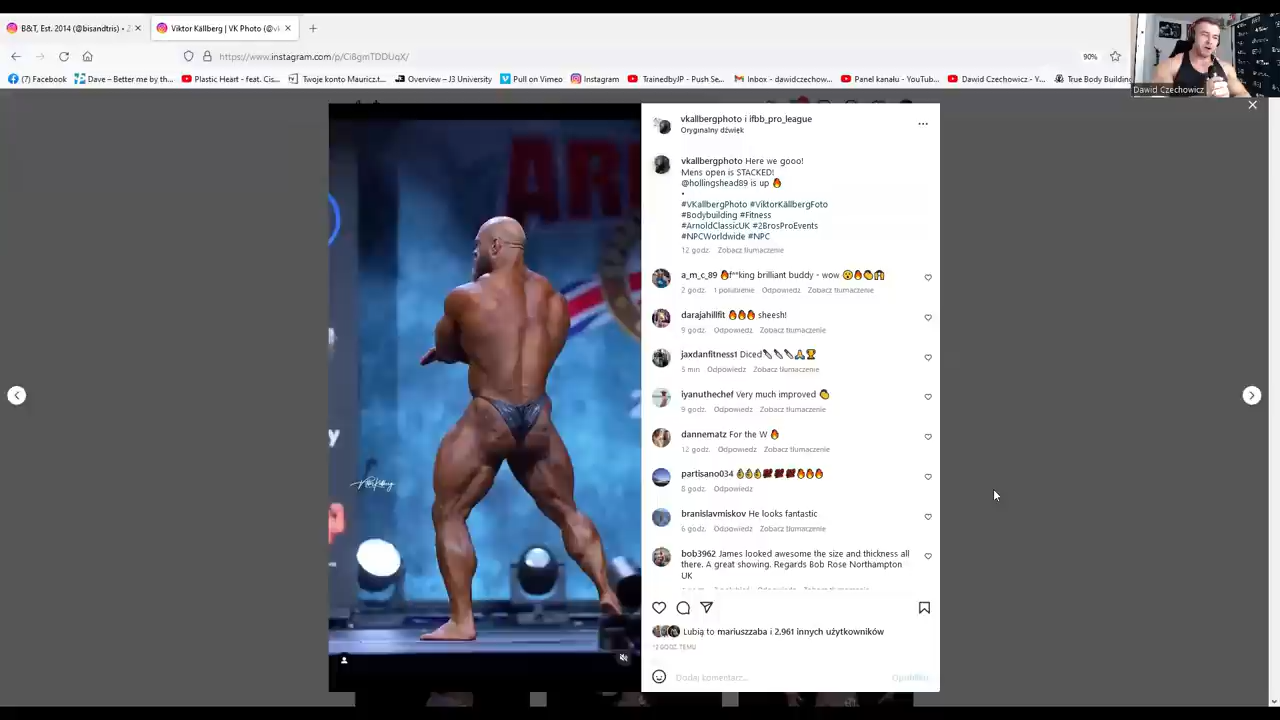 B&T, Est. 2014 (@bisandtris) •
Viktor Källberg | VK Photo (@v
https://www.instagram.com/p/CiBgmTDDUqX/
90%
(7) Facebook
Dave – Better me by th...
Plastic Heart - feat. Cis...
Twoje konto Mauricz.t...
Overview – J3 University
Pull on Vimeo
Instagram
TrainedbyJP - Push Se...
Inbox - dawidczechow...
Panel kanału - YouTub...
Dawid Czechowicz - Y...
True Body Building
Dawid Czechowicz
vkallbergphoto i ifbb_pro_league
Oryginalny dźwięk
vkallbergphoto Here we gooo!
Mens open is STACKED!
@hollingshead89 is up 🔥
•
#VKallbergPhoto #ViktorKällbergFoto
#Bodybuilding #Fitness
#ArnoldClassicUK #2BrosProEvents
#NPCWorldwide #NPC
12 godz. Zobacz tłumaczenie
a_m_c_89 🔥f**king brilliant buddy - wow
2 godz. 1 polubienie Odpowiedz Zobacz tłumaczenie
darajahillfit 🔥🔥🔥 sheesh!
9 godz. Odpowiedz Zobacz tłumaczenie
jaxdanfitness1 Diced
5 min Odpowiedz Zobacz tłumaczenie
iyanuthechef Very much improved
9 godz. Odpowiedz Zobacz tłumaczenie
dannematz For the W 🔥
12 godz. Odpowiedz Zobacz tłumaczenie
partisano034
8 godz. Odpowiedz
branislavmiskov He looks fantastic
6 godz. Odpowiedz Zobacz tłumaczenie
bob3962 James looked awesome the size and thickness all
there. A great showing. Regards Bob Rose Northampton
UK
Lubią to mariuszzaba i 2,961 innych użytkowników
12 GODZ. TEMU
Dodaj komentarz...
Opublikuj